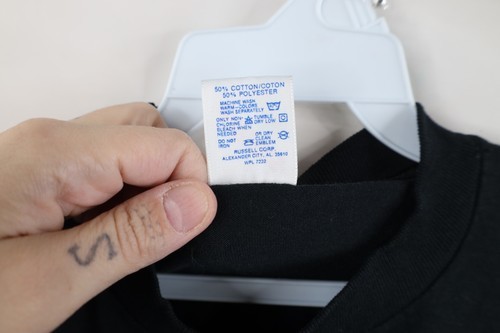 50% COTTON/COTON
50% POLYESTER
MACHINE WASH
WARM-COLORS
WASH SEPARATELY
ONLY NON- TUMBLE
CHLORINE DRY LOW
BLEACH WHEN
NEEDED OR DRY
DO NOT CLEAN
IRON EMBLEM
RUSSELL CORP.
ALEXANDER CITY, AL. 35010
WPL 7230